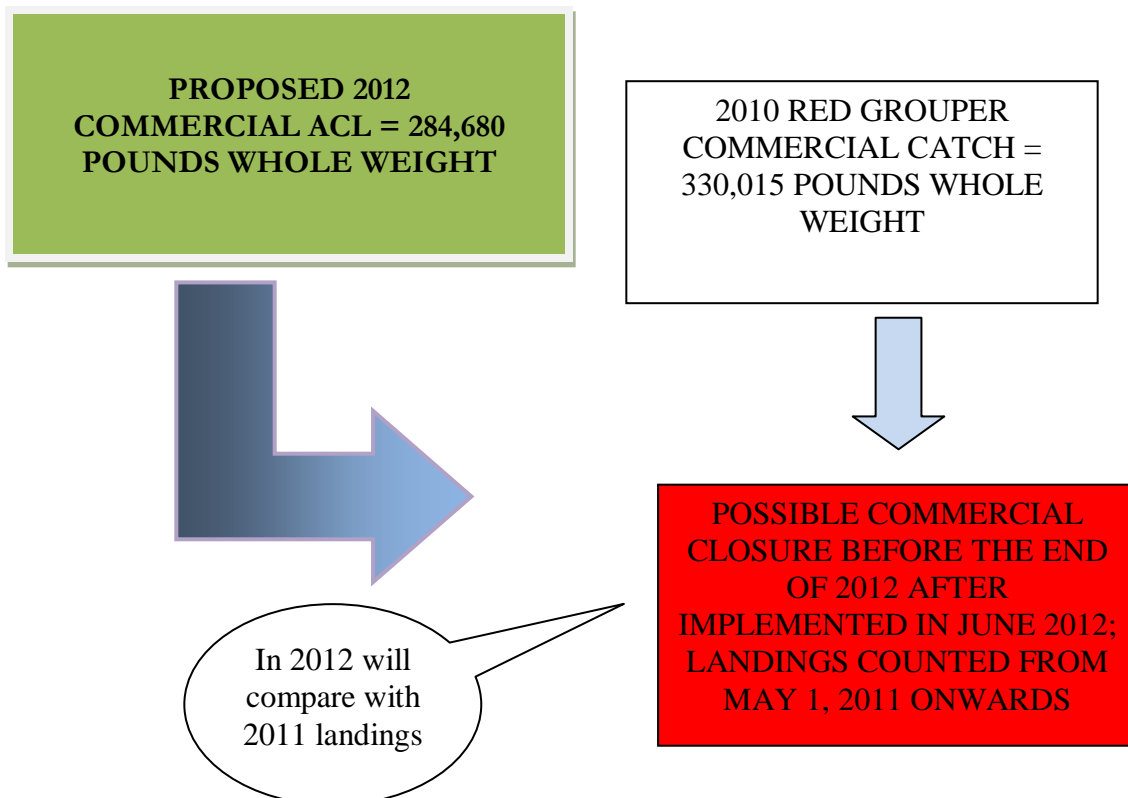 PROPOSED 2012
COMMERCIAL ACL = 284,680
POUNDS WHOLE WEIGHT
2010 RED GROUPER
COMMERCIAL CATCH =
330,015 POUNDS WHOLE
WEIGHT
POSSIBLE COMMERCIAL
CLOSURE BEFORE THE END
OF 2012 AFTER
IMPLEMENTED IN JUNE 2012;
LANDINGS COUNTED FROM
MAY 1, 2011 ONWARDS
In 2012 will
compare with
2011 landings